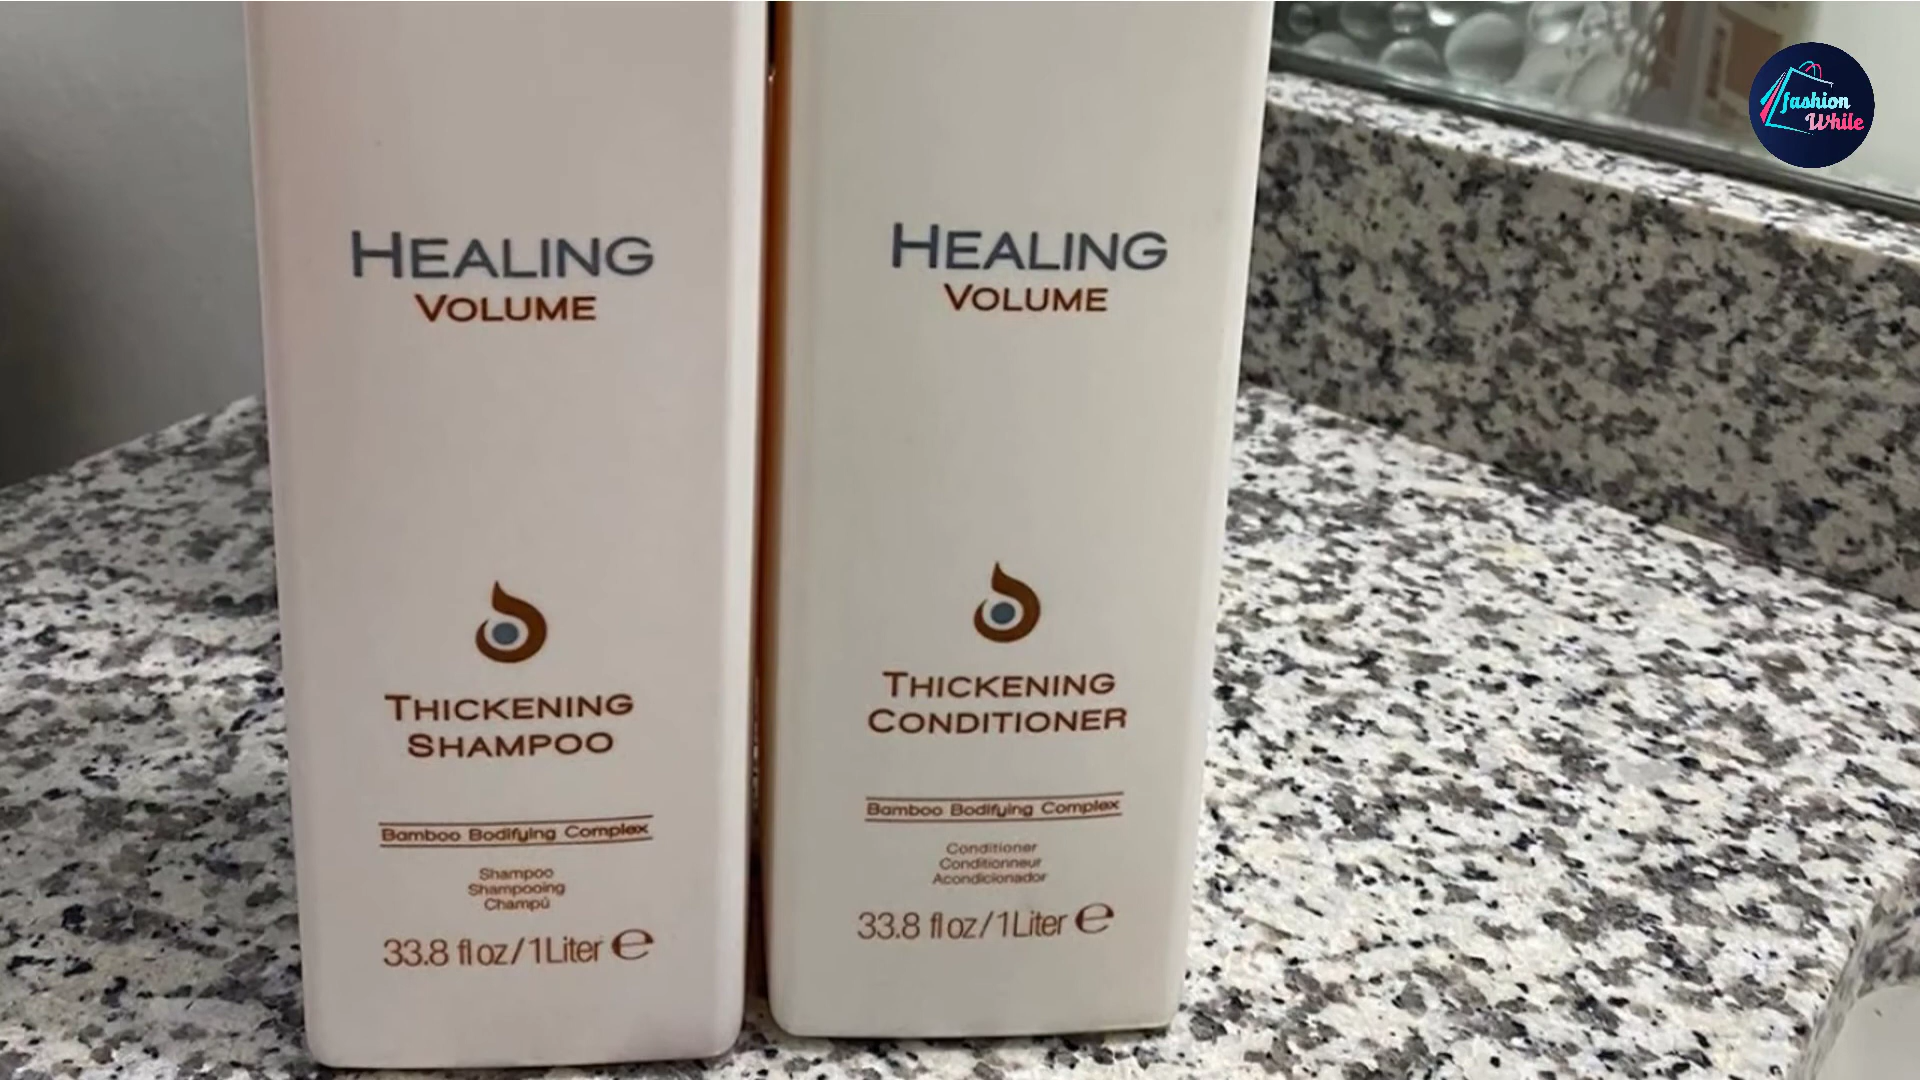 HEALING
VOLUME
THICKENING
SHAMPOO
Bamboo Bodifying Complex
Shampoo
Shampooing
Champú
33.8 fl oz/1Liter e
HEALING
VOLUME
THICKENING
CONDITIONER
Bamboo Bodifying Complex
Conditioner
Conditionneur
Acondicionador
33.8 fl oz/1Liter e
fashion
While